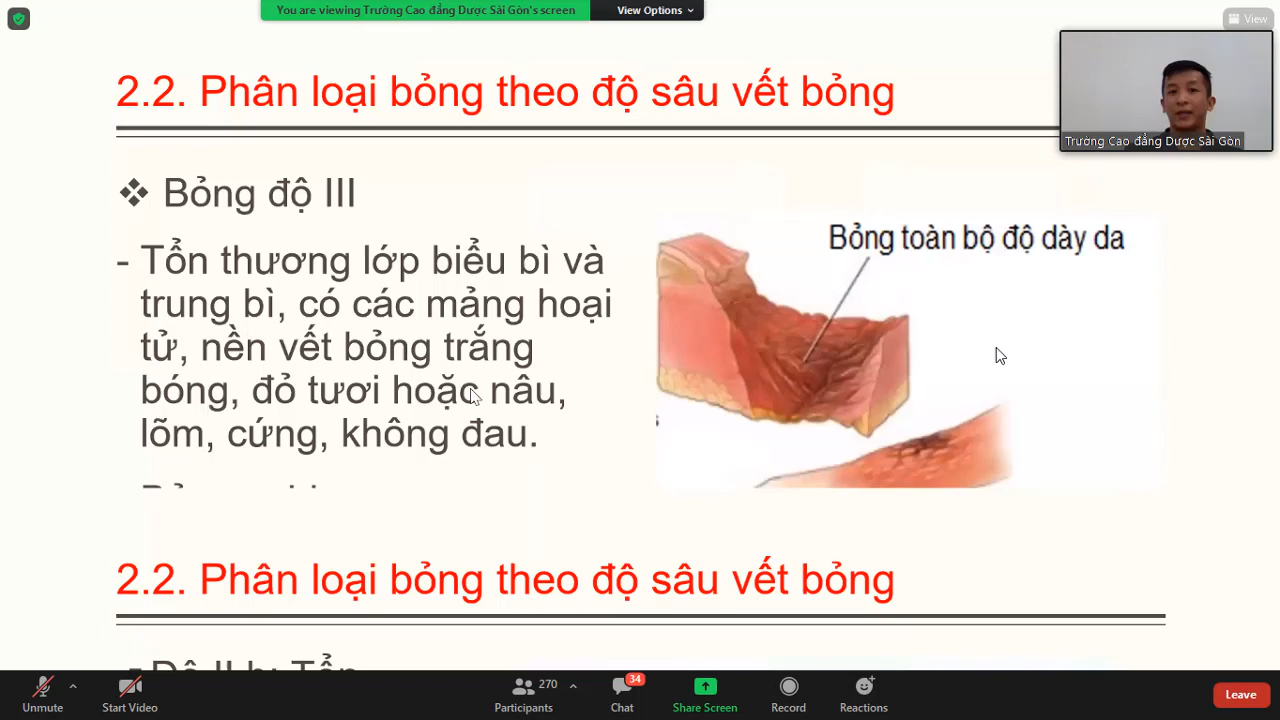 You are viewing Trường Cao đẳng Dược Sài Gòn's screen
View Options
View
2.2. Phân loại bỏng theo độ sâu vết bỏng
Trường Cao đẳng Dược Sài Gòn
❖ Bỏng độ III
- Tổn thương lớp biểu bì và
trung bì, có các mảng hoại
tử, nền vết bỏng trắng
bóng, đỏ tươi hoặc nâu,
lõm, cứng, không đau.
Bỏng toàn bộ độ dày da
s
2.2. Phân loại bỏng theo độ sâu vết bỏng
Unmute
Start Video
270
Participants
34
Chat
Share Screen
Record
Reactions
Leave